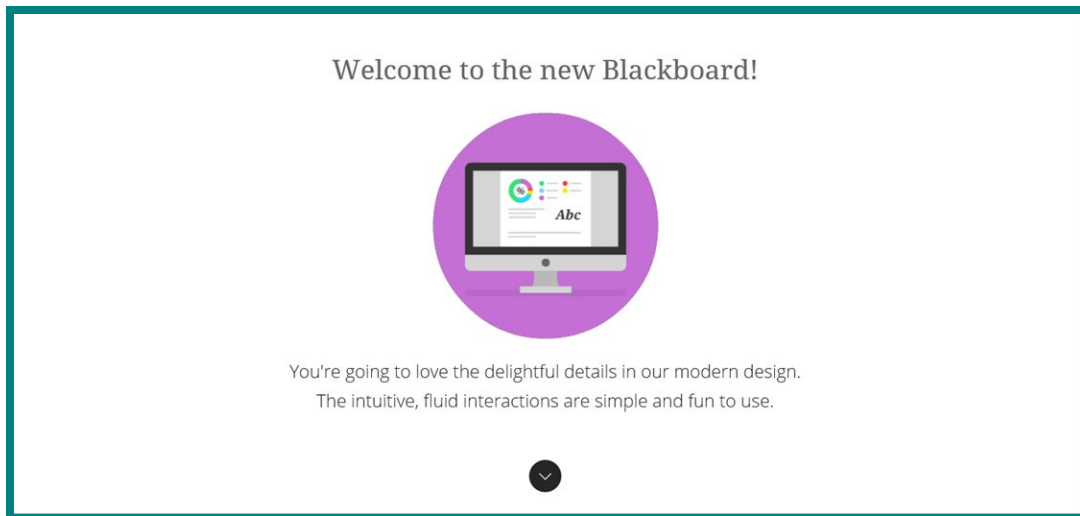 Welcome to the new Blackboard!
%
Abc
You're going to love the delightful details in our modern design.
The intuitive, fluid interactions are simple and fun to use.